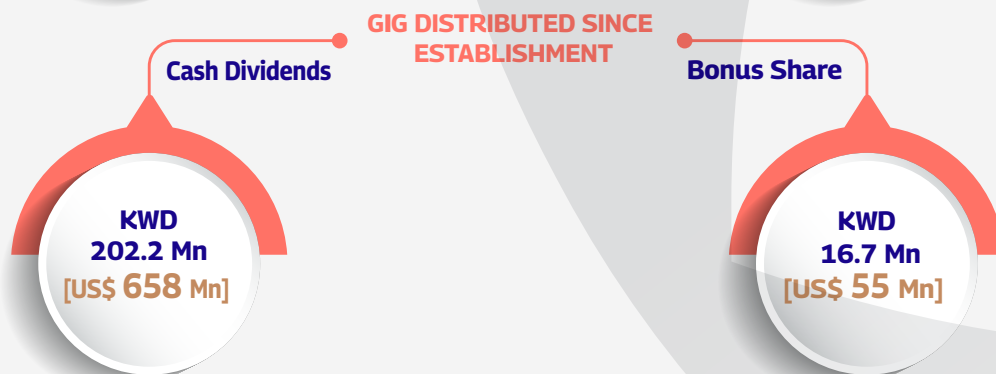 GIG DISTRIBUTED SINCE
ESTABLISHMENT
Cash Dividends
KWD
202.2 Mn
[US$ 658 Mn]
Bonus Share
KWD
16.7 Mn
[US$ 55 Mn]